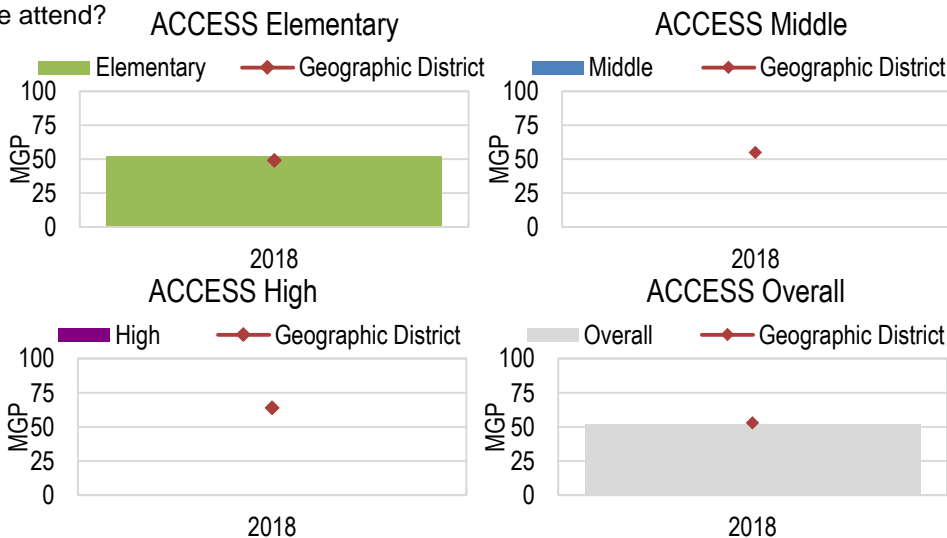 e attend?
ACCESS Elementary
Elementary Geographic District
100
75
50
25
0
MGP
2018
ACCESS Middle
Middle Geographic District
100
75
50
25
0
MGP
2018
ACCESS High
High Geographic District
100
75
50
25
0
MGP
2018
ACCESS Overall
Overall Geographic District
100
75
50
25
0
MGP
2018